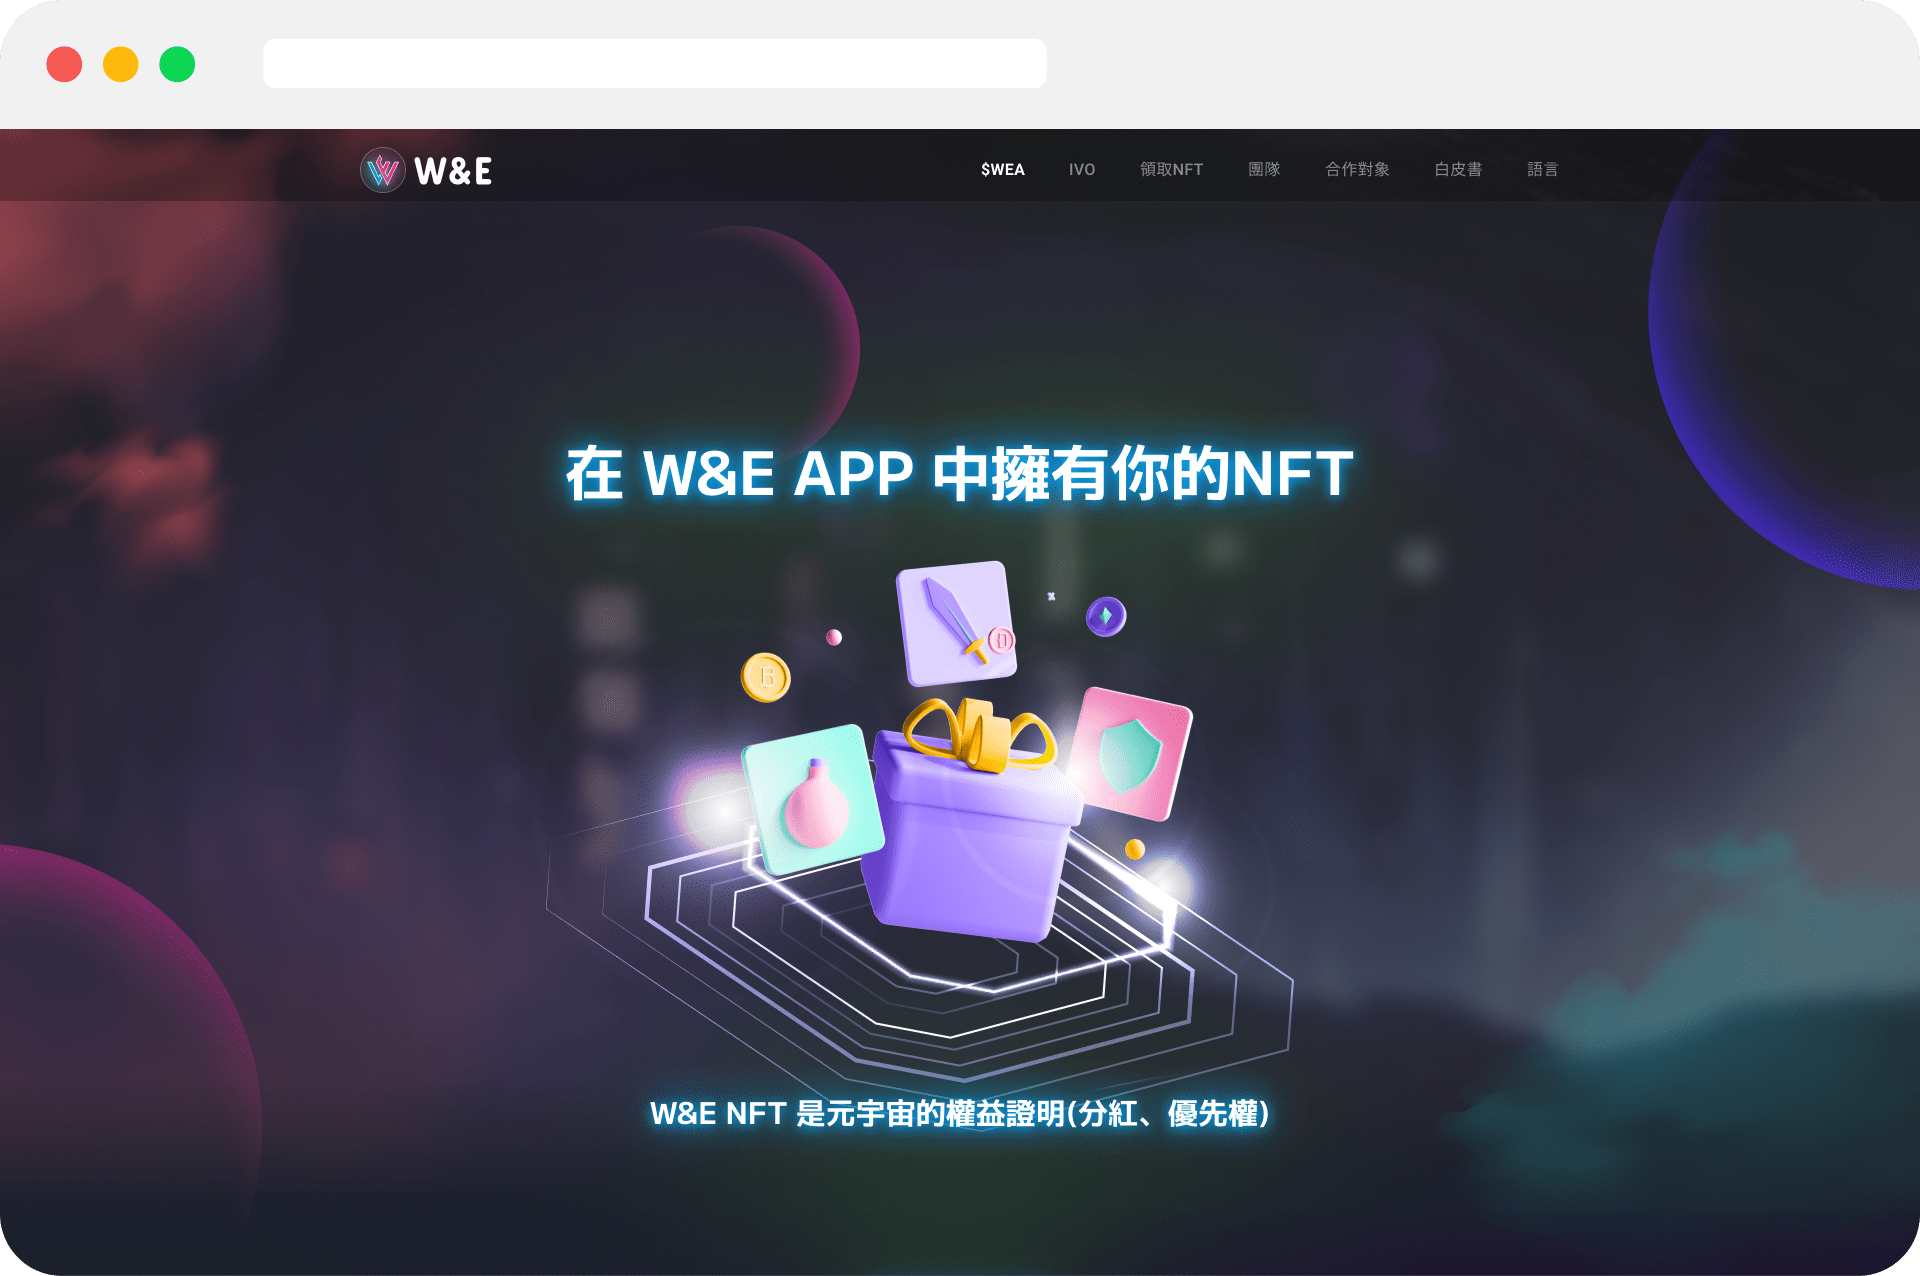 W&E
$WEA
IVO
領取NFT
團隊
合作對象
白皮書
語言
在 W&E APP 中擁有你的NFT
B
W&E NFT 是元宇宙的權益證明(分紅、優先權)